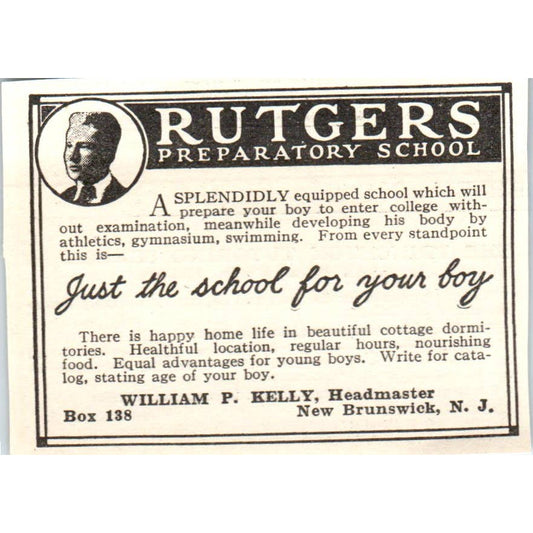 RUTGERS
PREPARATORY SCHOOL
A SPLENDIDLY equipped school which will
prepare your boy to enter college with-
out examination, meanwhile developing his body by
athletics, gymnasium, swimming. From every standpoint
this is—
Just the school for your boy
There is happy home life in beautiful cottage dormi-
tories. Healthful location, regular hours, nourishing
food. Equal advantages for young boys. Write for cata-
log, stating age of your boy.
WILLIAM P. KELLY, Headmaster
Box 138 New Brunswick, N. J.